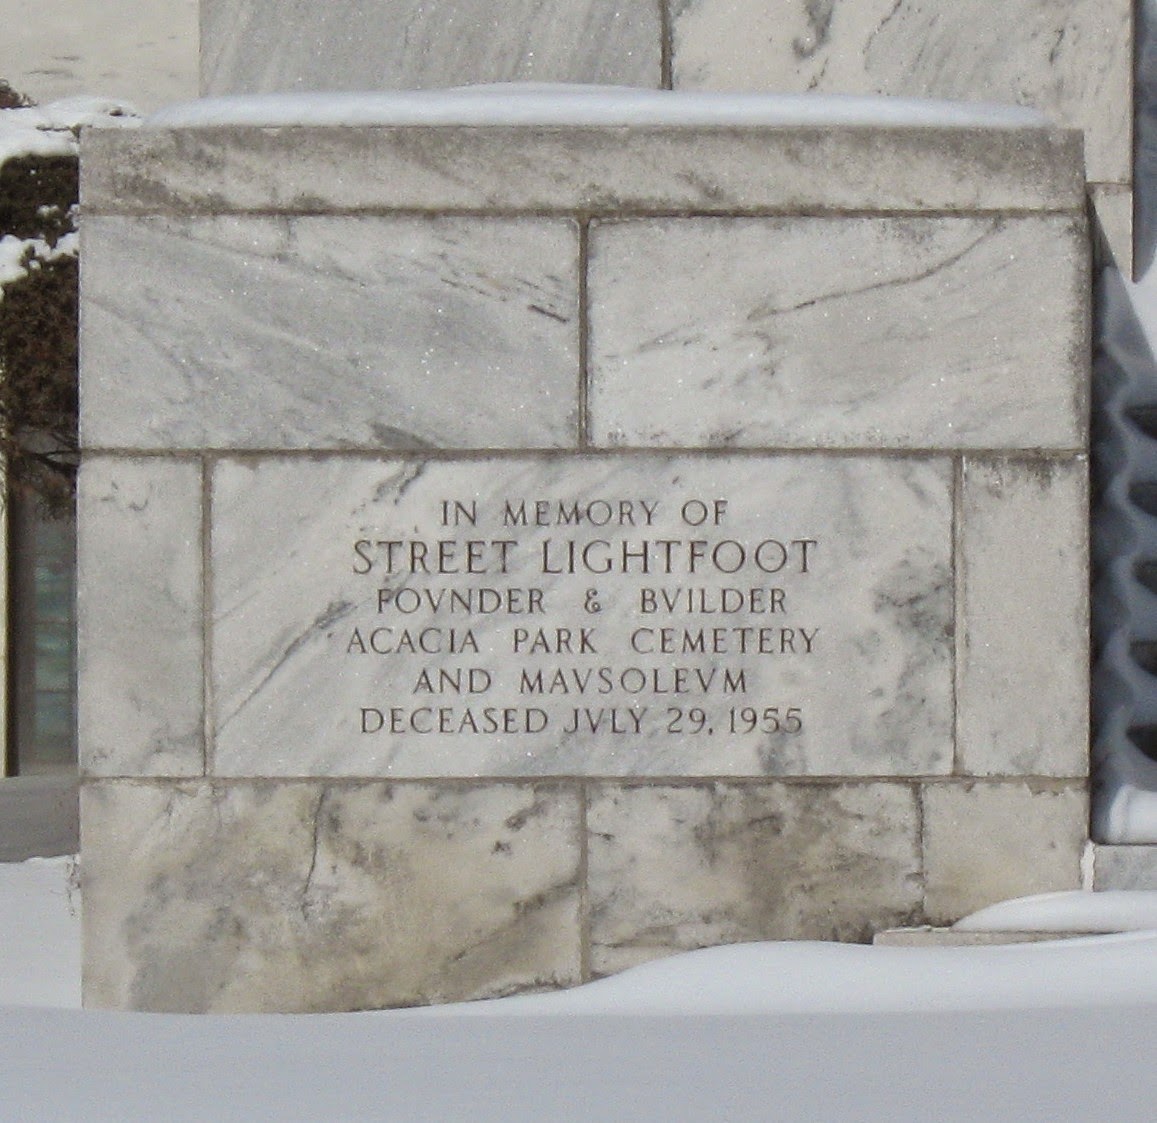 IN MEMORY OF
STREET LIGHTFOOT
FOVNDER & BVILDER
ACACIA PARK CEMETERY
AND MAVSOLEVM
DECEASED JVLY 29, 1955